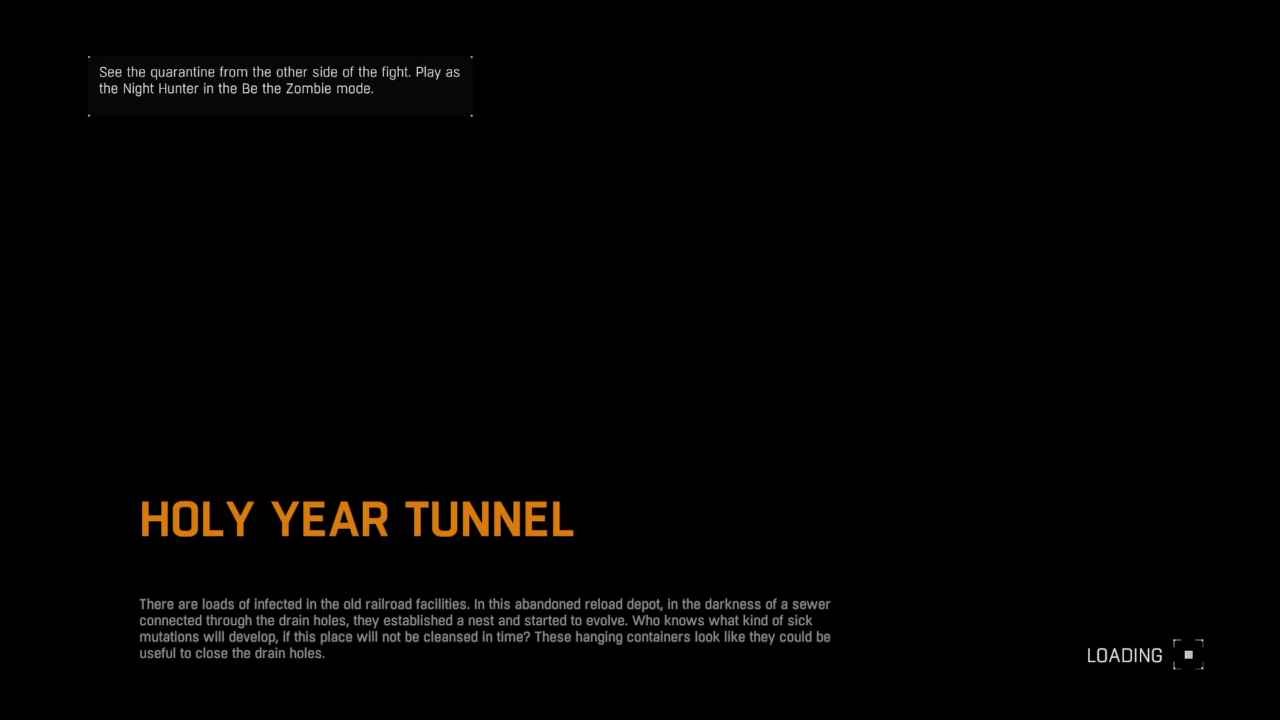 See the quarantine from the other side of the fight. Play as
the Night Hunter in the Be the Zombie mode.
HOLY YEAR TUNNEL
There are loads of infected in the old railroad facilities. In this abandoned reload depot, in the darkness of a sewer
connected through the drain holes, they established a nest and started to evolve. Who knows what kind of sick
mutations will develop, if this place will not be cleansed in time? These hanging containers look like they could be
useful to close the drain holes.
LOADING